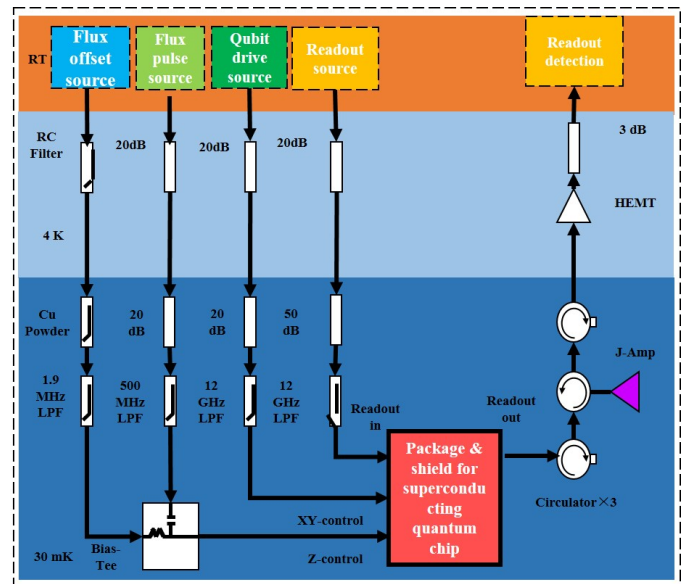 RT
Flux
offset
source
Flux
pulse
source
Qubit
drive
source
Readout
source
Readout
detection
RC
Filter
20dB
20dB
20dB
3 dB
HEMT
4 K
Cu
Powder
20
dB
20
dB
50
dB
J-Amp
1.9
MHz
LPF
500
MHz
LPF
12
GHz
LPF
12
GHz
LPF
Readout
in
Readout
out
Package &
shield for
supercondu
cting
quantum
chip
Circulator×3
XY-control
30 mK
Bias-
Tee
Z-control